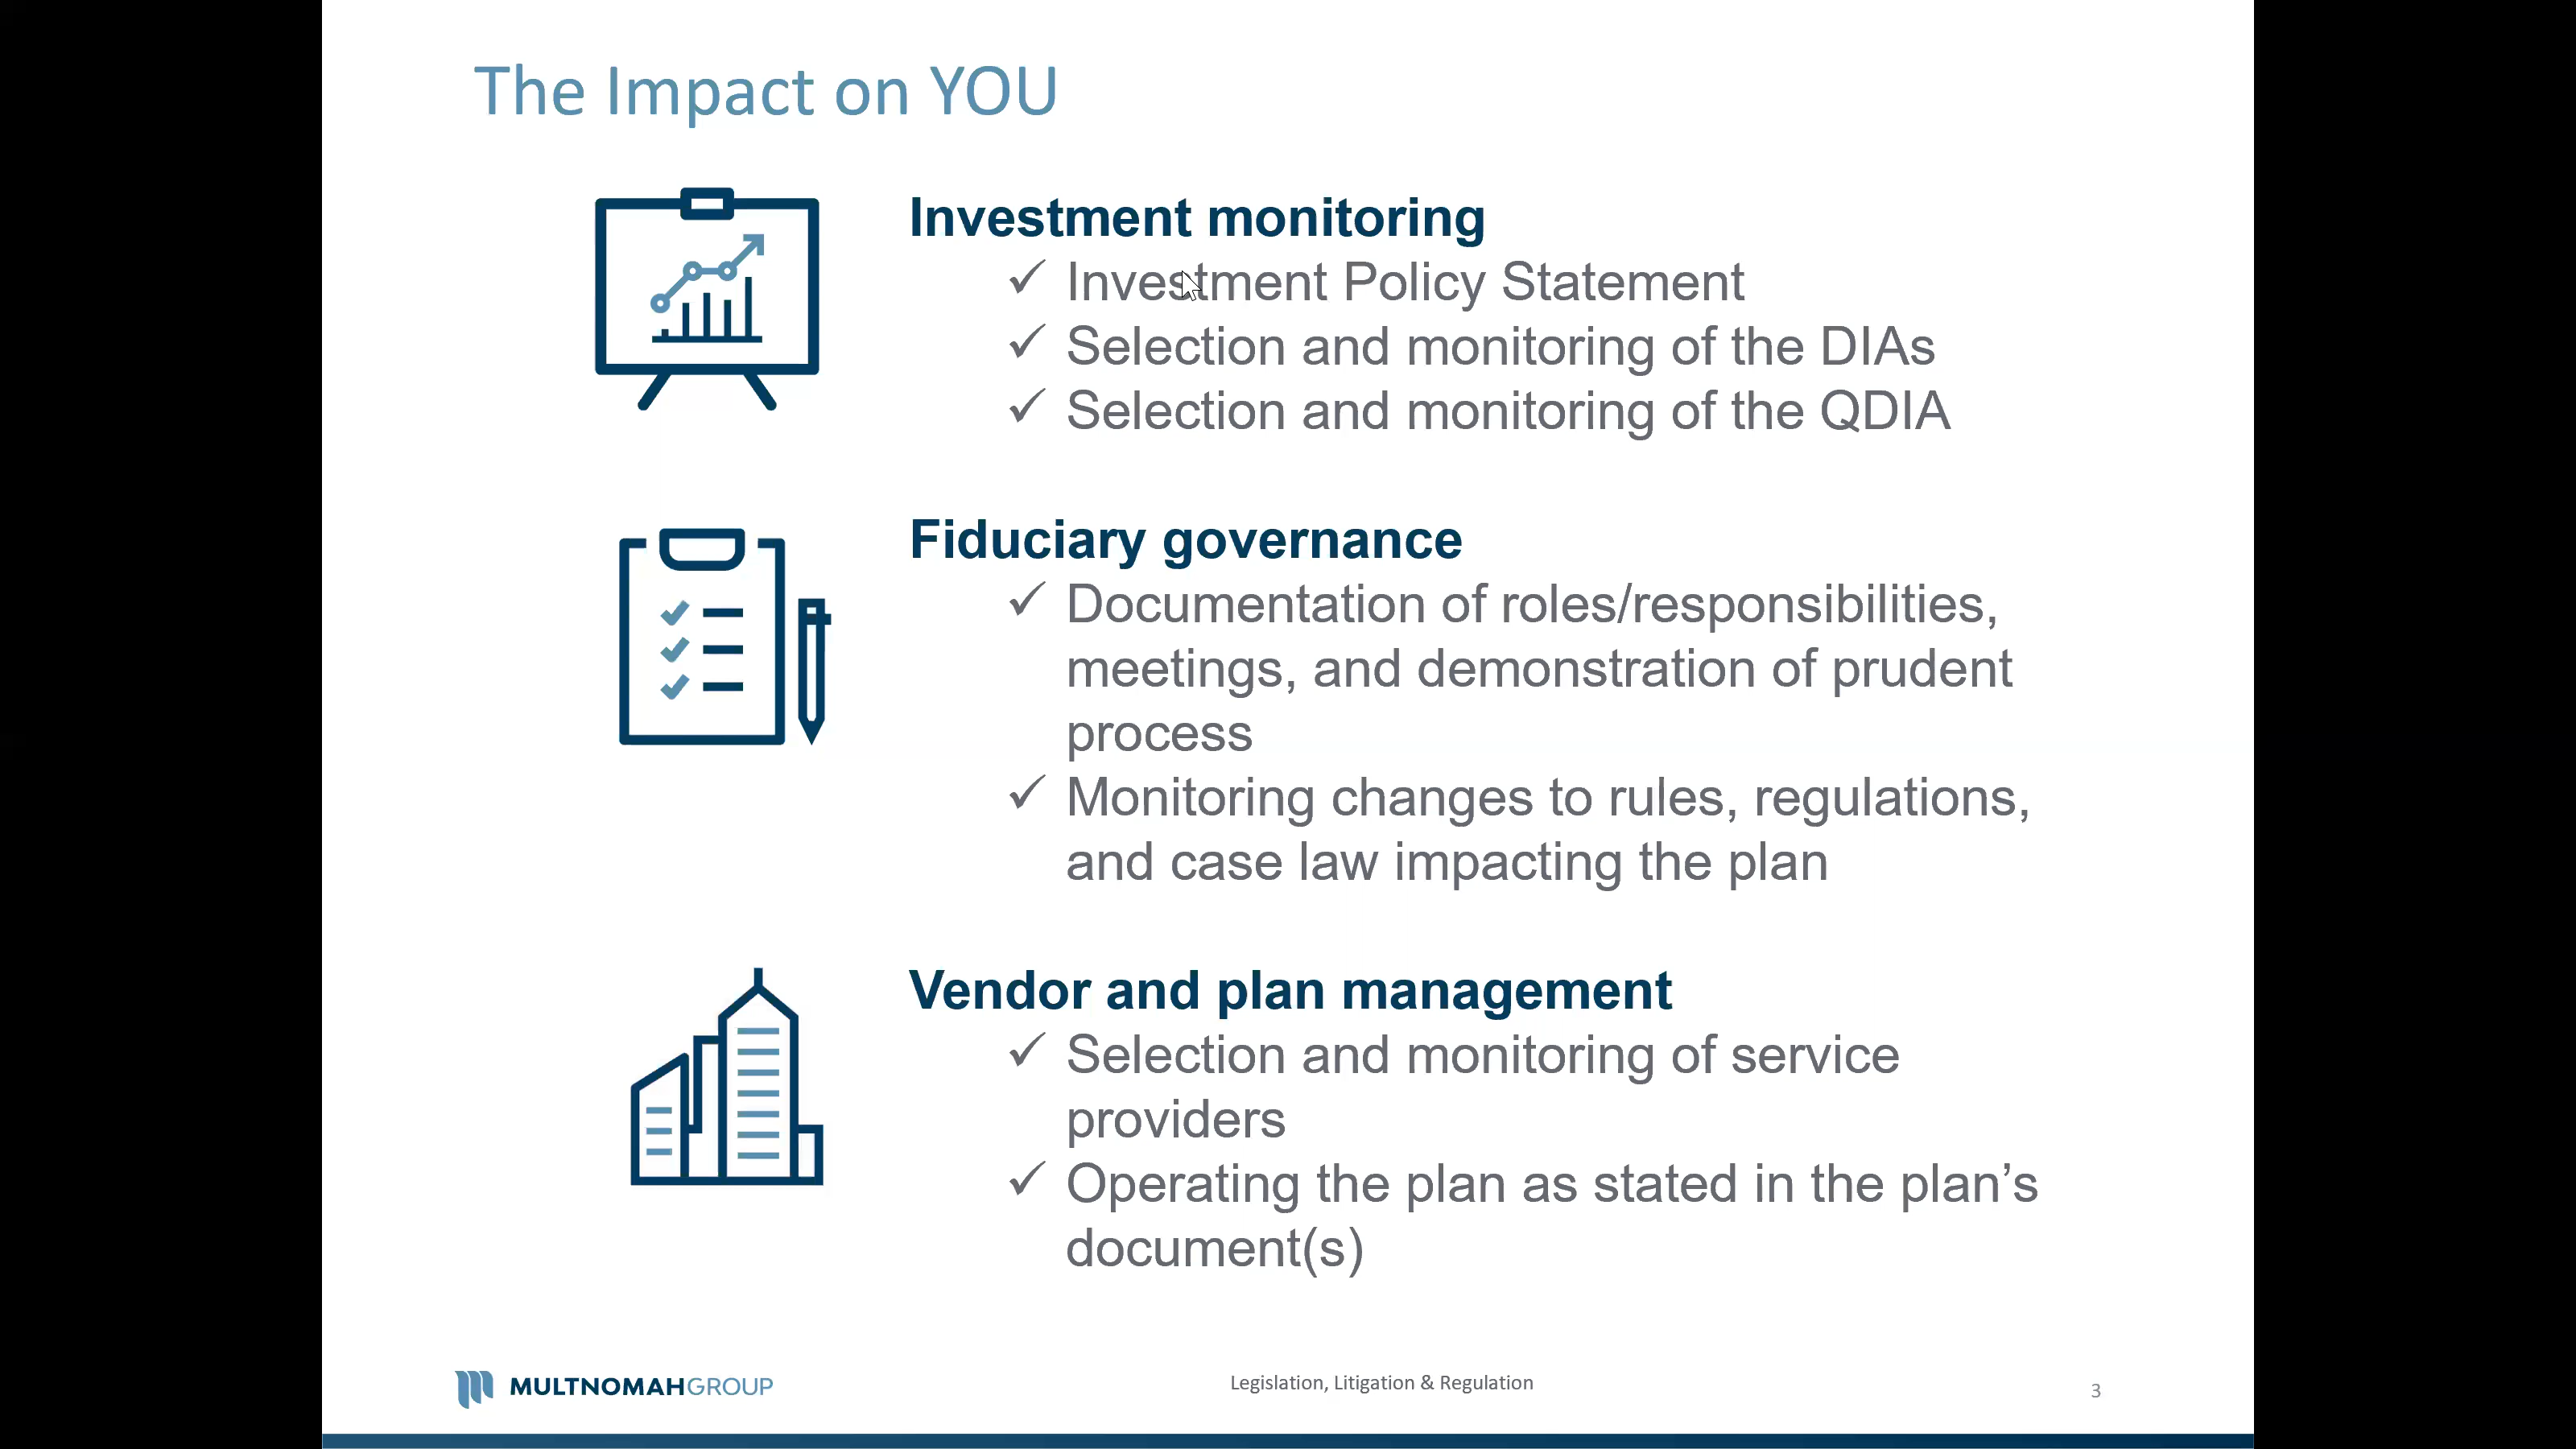 The Impact on YOU
Investment monitoring
✓ Investment Policy Statement
✓ Selection and monitoring of the DIAs
✓ Selection and monitoring of the QDIA
Fiduciary governance
✓ Documentation of roles/responsibilities,
meetings, and demonstration of prudent
process
✓ Monitoring changes to rules, regulations,
and case law impacting the plan
Vendor and plan management
✓ Selection and monitoring of service
providers
✓ Operating the plan as stated in the plan’s
document(s)
MULTNOMAHGROUP
Legislation, Litigation & Regulation
3